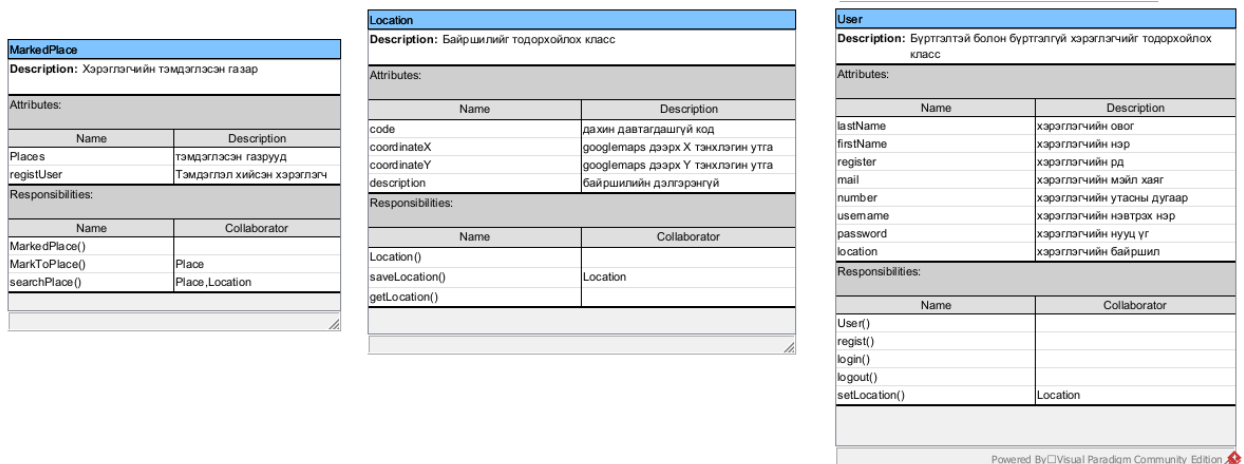 MarkedPlace
Description: Хэрэглэгчийн тэмдэглэсэн газар
Attributes:
Name Description
Places тэмдэглэсэн газрууд
registUser Тэмдэглэл хийсэн хэрэглэгч
Responsibilities:
Name Collaborator
MarkedPlace()
MarkToPlace() Place
searchPlace() Place,Location
Location
Description: Байршилийг тодорхойлох класс
Attributes:
Name Description
code дахин давтагдашгүй код
coordinateX googlemaps дээрх X тэнхлэгин утга
coordinateY googlemaps дээрх Y тэнхлэгин утга
description байршилийн дэлгэрэнгүй
Responsibilities:
Name Collaborator
Location()
saveLocation() Location
getLocation()
User
Description: Бүртгэлтэй болон бүртгэлгүй хэрэглэгчийг тодорхойлох
класс
Attributes:
Name Description
lastName хэрэглэгчийн овог
firstName хэрэглэгчийн нэр
register хэрэглэгчийн рд
mail хэрэглэгчийн мэйл хаяг
number хэрэглэгчийн утасны дугаар
username хэрэглэгчийн нэвтрэх нэр
password хэрэглэгчийн нууц үг
location хэрэглэгчийн байршил
Responsibilities:
Name Collaborator
User()
regist()
login()
logout()
setLocation() Location
Powered By□Visual Paradigm Community Edition